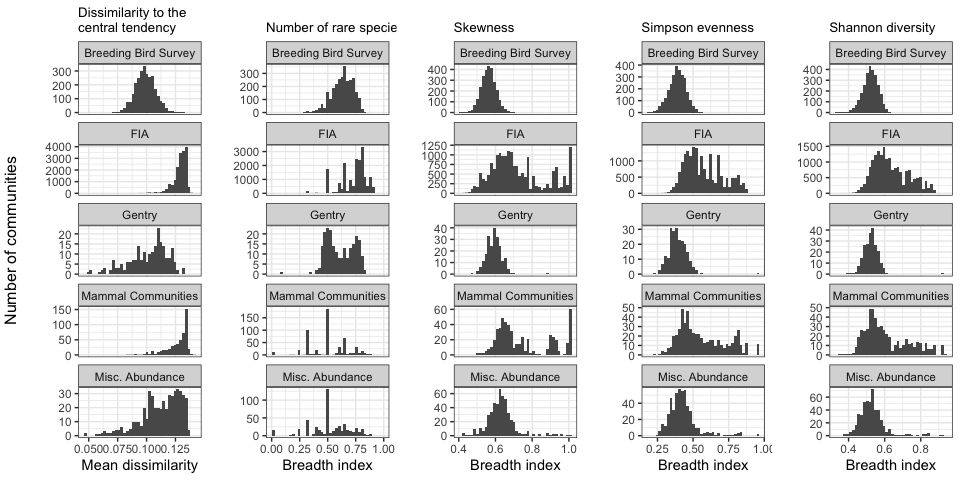 Dissimilarity to the
central tendency
Number of rare specie
Skewness
Simpson evenness
Shannon diversity
Number of communities
Breeding Bird Survey
Breeding Bird Survey
Breeding Bird Survey
Breeding Bird Survey
Breeding Bird Survey
300
200
100
0
300
200
100
0
400
300
200
100
0
400
300
200
100
0
400
300
200
100
0
FIA
FIA
FIA
FIA
FIA
4000
3000
2000
1000
0
3000
2000
1000
0
1250
1000
750
500
250
0
1000
500
0
1500
1000
500
0
Gentry
Gentry
Gentry
Gentry
Gentry
20
15
10
5
0
20
15
10
5
0
40
30
20
10
0
30
20
10
0
40
30
20
10
0
Mammal Communities
Mammal Communities
Mammal Communities
Mammal Communities
Mammal Communities
150
100
50
0
150
100
50
0
60
40
20
0
50
40
30
20
10
0
50
40
30
20
10
0
Misc. Abundance
Misc. Abundance
Misc. Abundance
Misc. Abundance
Misc. Abundance
30
20
10
0
100
50
0
60
40
20
0
40
20
0
60
40
20
0
0.050 0.075 0.100 0.125
0.00 0.25 0.50 0.75 1.00
0.4 0.6 0.8 1.0
0.25 0.50 0.75 1.0
0.4 0.6 0.8
Mean dissimilarity
Breadth index
Breadth index
Breadth index
Breadth index